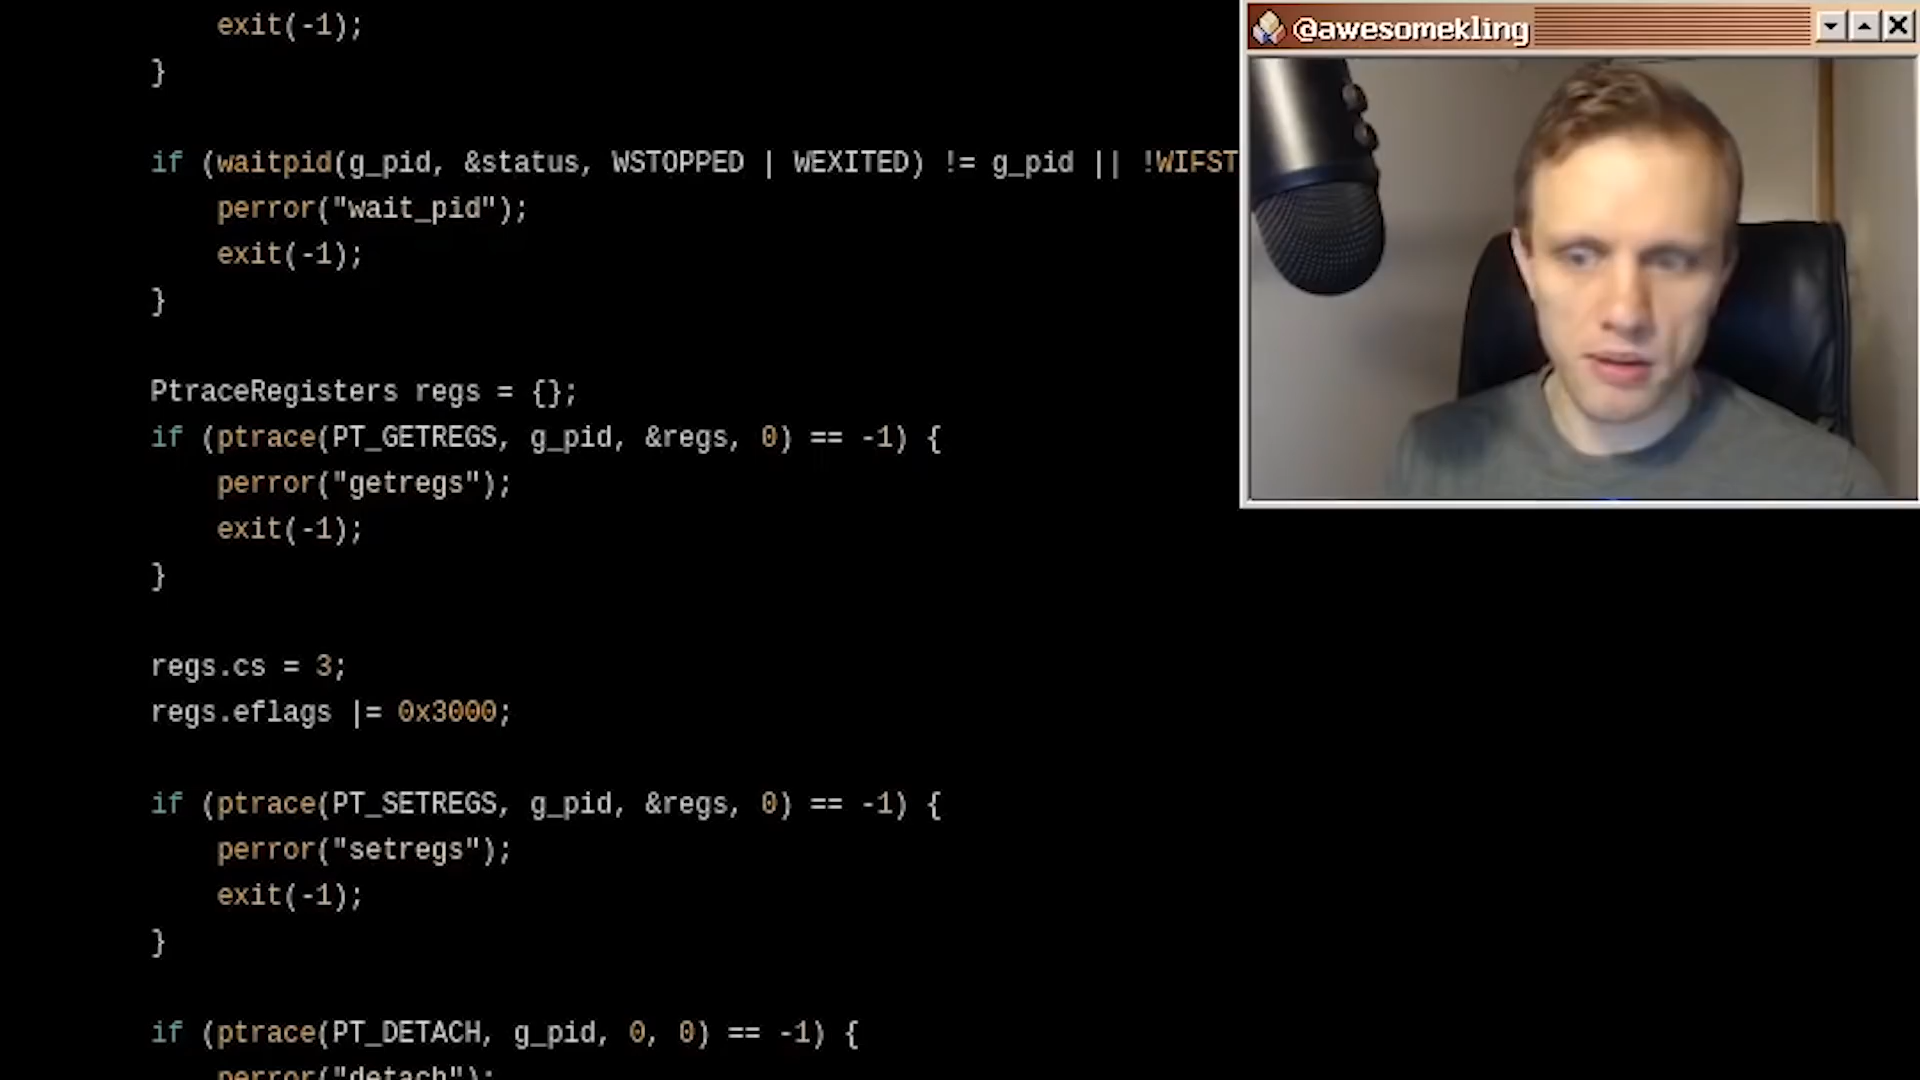 exit(-1);
}
if (waitpid(g_pid, &status, WSTOPPED | WEXITED) != g_pid || !WIFST
perror("wait_pid");
exit(-1);
}
PtraceRegisters regs = {};
if (ptrace(PT_GETREGS, g_pid, &regs, 0) == -1) {
perror("getregs");
exit(-1);
}
regs.cs = 3;
regs.eflags |= 0x3000;
if (ptrace(PT_SETREGS, g_pid, &regs, 0) == -1) {
perror("setregs");
exit(-1);
}
if (ptrace(PT_DETACH, g_pid, 0, 0) == -1) {
perror("detach");
@awesomekling